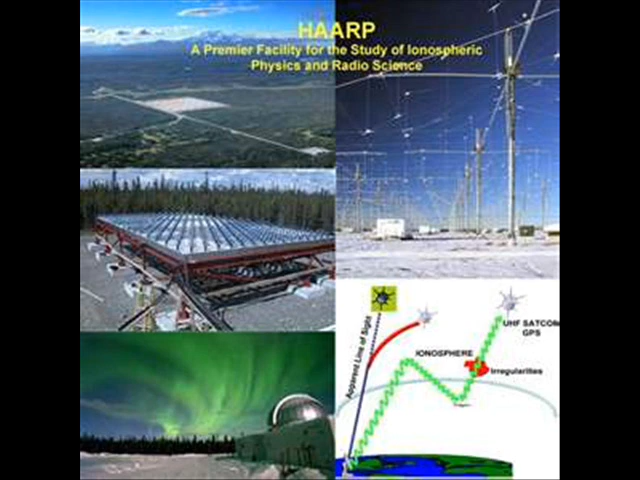 HAARP
A Premier Facility for the Study of Ionospheric
Physics and Radio Science
Apparent Line of Sight
UHF SATCOM
GPS
IONOSPHERE
Irregularities